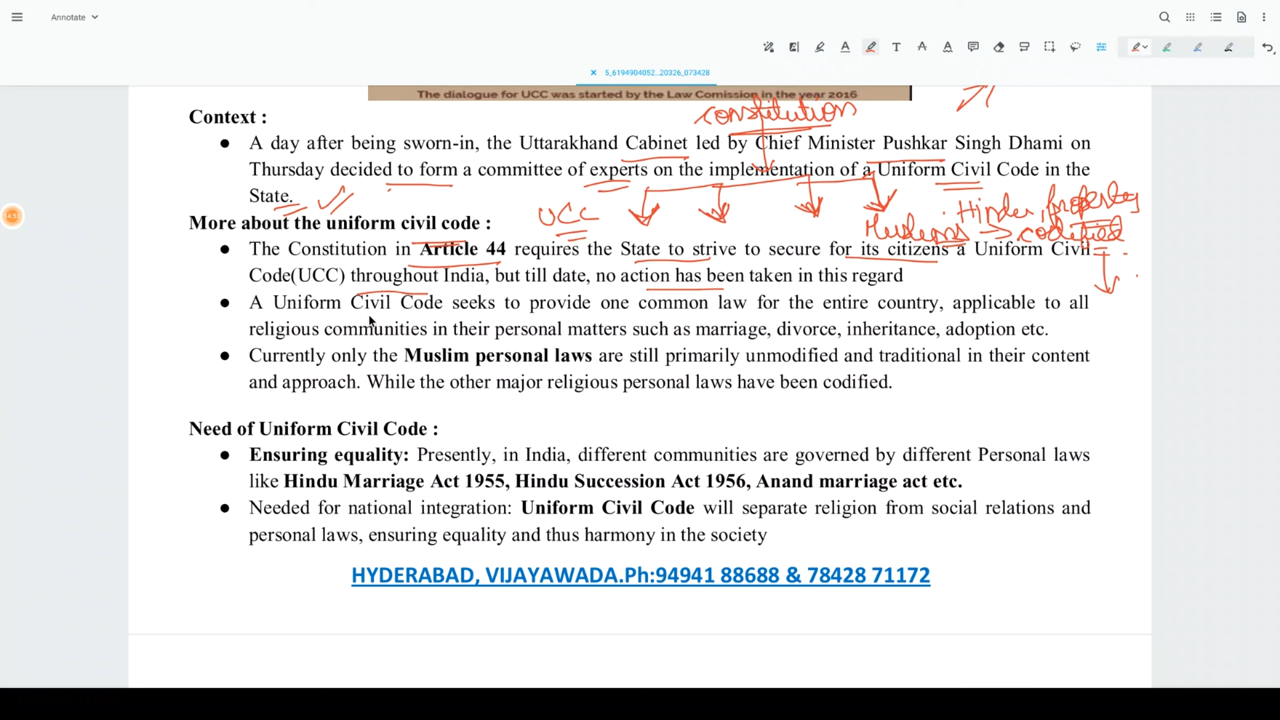 Annotate
5_6194904052...20326_073428
The dialogue for UCC was started by the Law Comission in the year 2016
constitution
Context :
● A day after being sworn-in, the Uttarakhand Cabinet led by Chief Minister Pushkar Singh Dhami on
Thursday decided to form a committee of experts on the implementation of a Uniform Civil Code in the
State.
UCC
Hindu, property
Muslims → codified
More about the uniform civil code :
● The Constitution in Article 44 requires the State to strive to secure for its citizens a Uniform Civil
Code(UCC) throughout India, but till date, no action has been taken in this regard
● A Uniform Civil Code seeks to provide one common law for the entire country, applicable to all
religious communities in their personal matters such as marriage, divorce, inheritance, adoption etc.
● Currently only the Muslim personal laws are still primarily unmodified and traditional in their content
and approach. While the other major religious personal laws have been codified.
Need of Uniform Civil Code :
● Ensuring equality: Presently, in India, different communities are governed by different Personal laws
like Hindu Marriage Act 1955, Hindu Succession Act 1956, Anand marriage act etc.
● Needed for national integration: Uniform Civil Code will separate religion from social relations and
personal laws, ensuring equality and thus harmony in the society
HYDERABAD, VIJAYAWADA.Ph:94941 88688 & 78428 71172